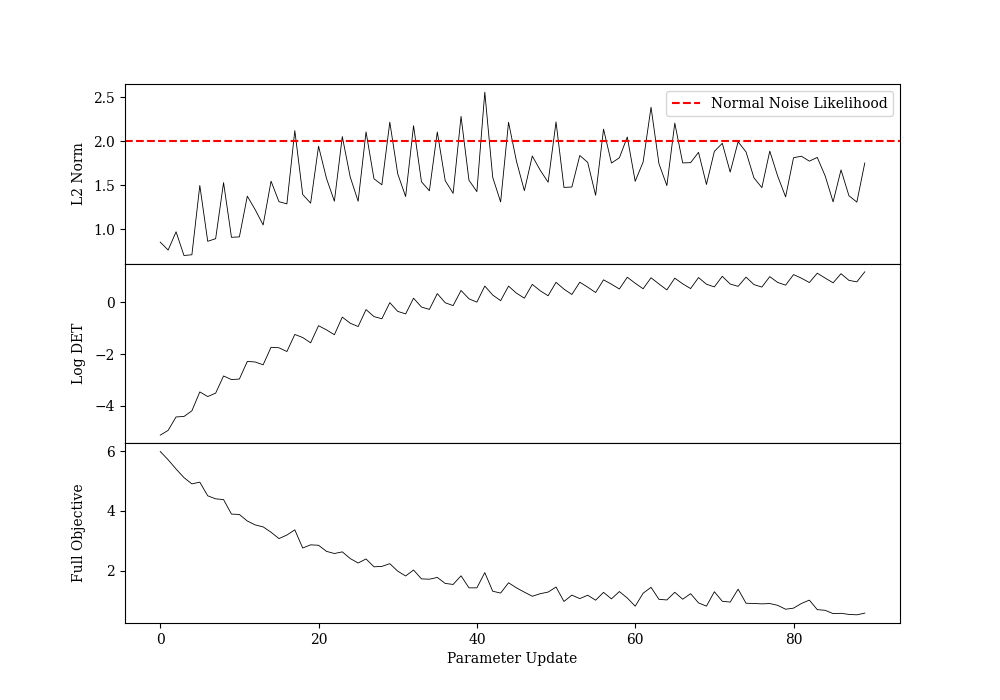 2.5
2.0
1.5
1.0
L2 Norm
Normal Noise Likelihood
0
−2
−4
Log DET
6
4
2
Full Objective
0 20 40 60 80
Parameter Update